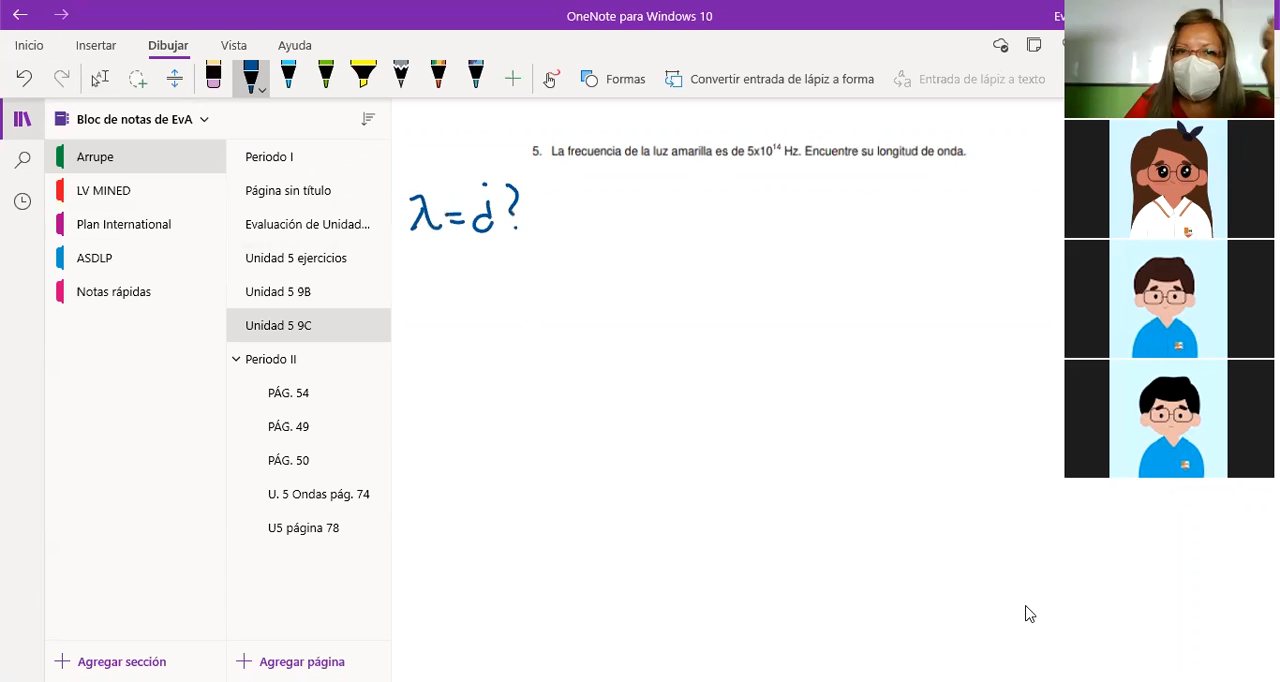 OneNote para Windows 10
Ev
Inicio Insertar Dibujar Vista Ayuda
Formas Convertir entrada de lápiz a forma Entrada de lápiz a texto
Bloc de notas de EvA
Arrupe
LV MINED
Plan International
ASDLP
Notas rápidas
Periodo I
Página sin título
Evaluación de Unidad...
Unidad 5 ejercicios
Unidad 5 9B
Unidad 5 9C
Periodo II
PÁG. 54
PÁG. 49
PÁG. 50
U. 5 Ondas pág. 74
U5 página 78
Agregar sección
Agregar página
5. La frecuencia de la luz amarilla es de 5x10¹⁴ Hz. Encuentre su longitud de onda.
λ = ¿?